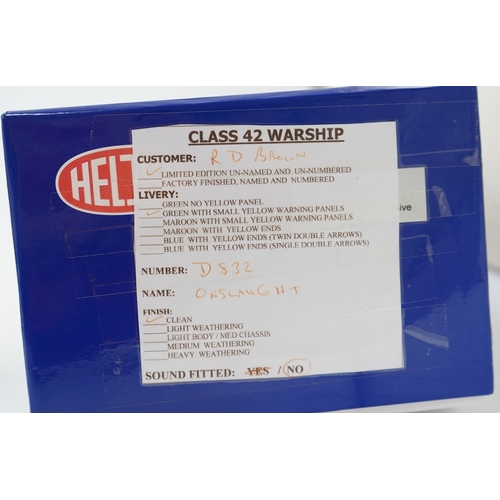 CLASS 42 WARSHIP
CUSTOMER: R D Brown
LIMITED EDITION UN-NAMED AND UN-NUMBERED
FACTORY FINISHED, NAMED AND NUMBERED
HEL
LIVERY:
GREEN NO YELLOW PANEL
GREEN WITH SMALL YELLOW WARNING PANELS
MAROON WITH SMALL YELLOW WARNING PANELS
MAROON WITH YELLOW ENDS
BLUE WITH YELLOW ENDS (TWIN DOUBLE ARROWS)
BLUE WITH YELLOW ENDS (SINGLE DOUBLE ARROWS)
NUMBER: D832
NAME: ONSLAUGHT
FINISH:
CLEAN
LIGHT WEATHERING
LIGHT BODY / MED CHASSIS
MEDIUM WEATHERING
HEAVY WEATHERING
SOUND FITTED: YES / NO